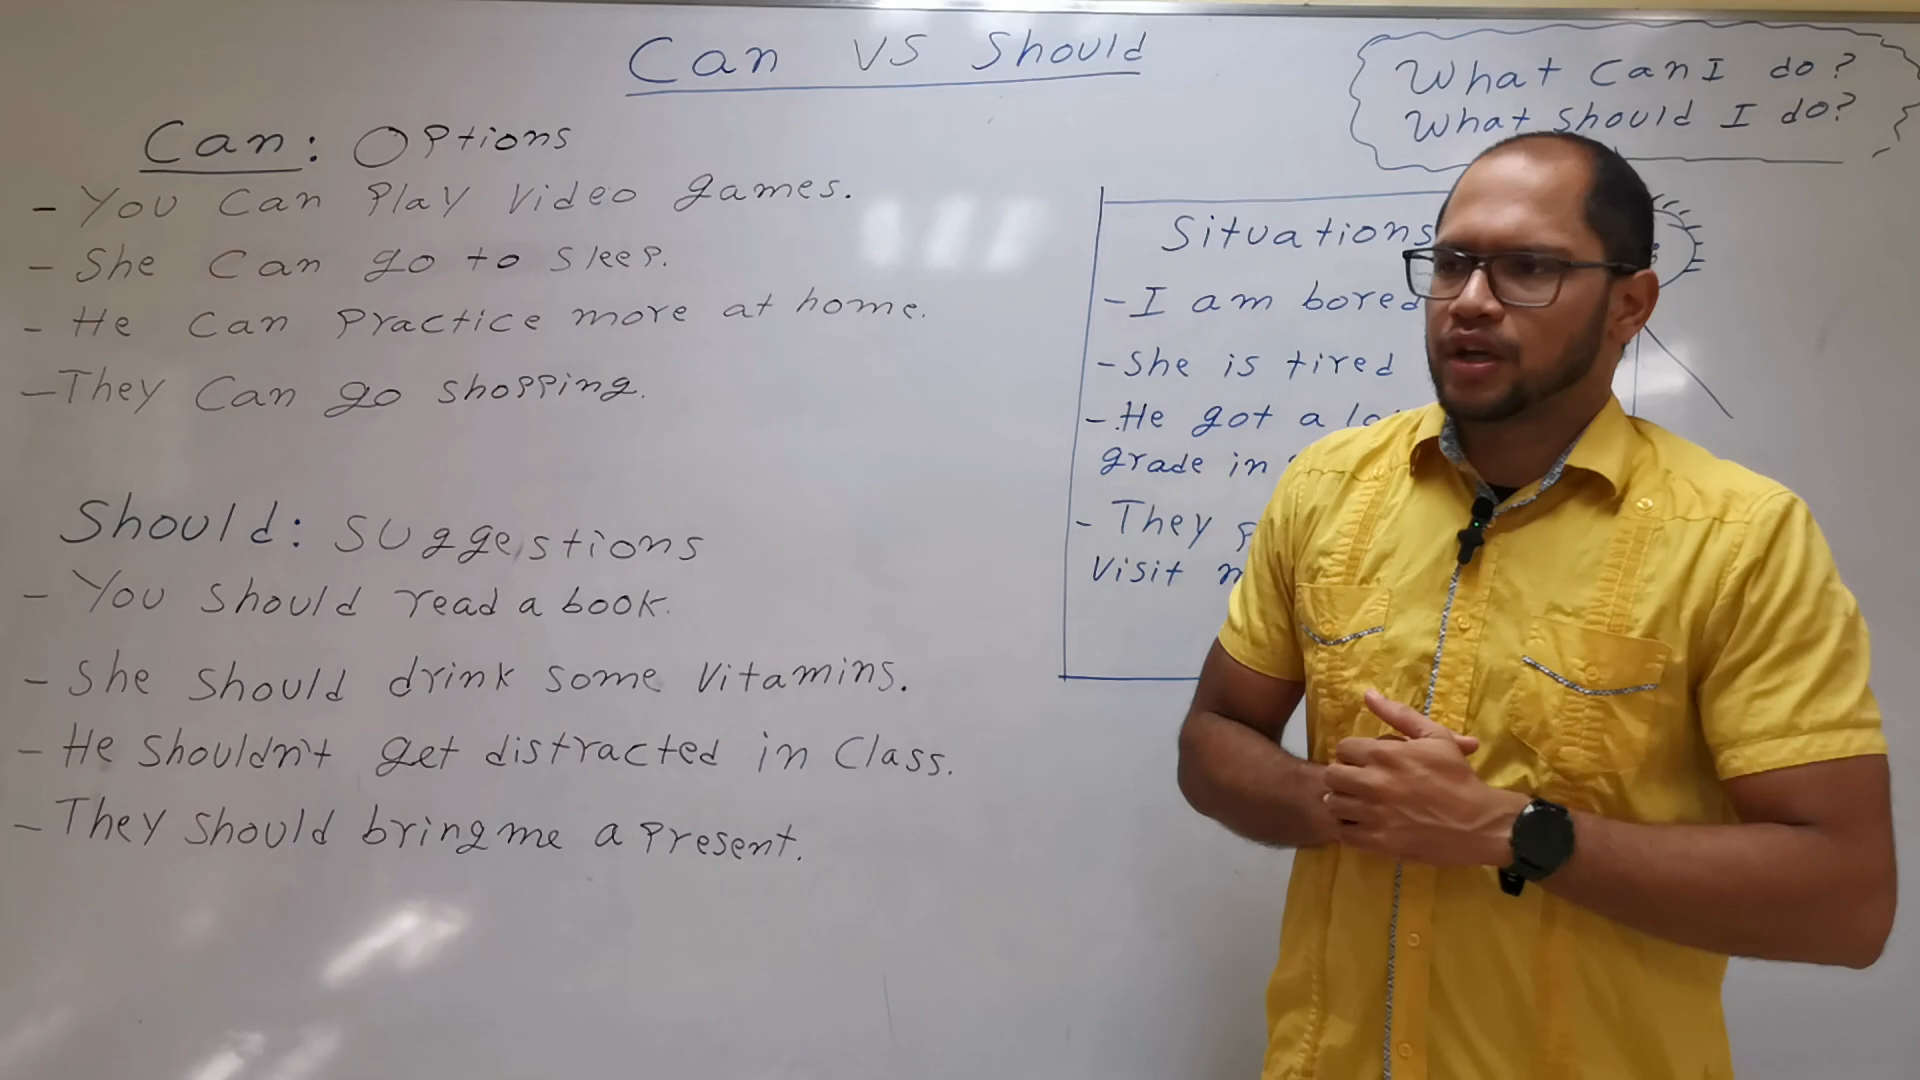 Can VS Should
What Can I do?
What should I do?
Can: Options
- You Can Play Video games.
- She Can go to sleep.
- He Can Practice more at home.
- They Can go shopping.
Should: Suggestions
- You should read a book.
- She should drink some Vitamins.
- He shouldn't get distracted in Class.
- They should bring me a Present.
Situations
- I am bored
- She is tired
- He got a
grade in
- They
Visit